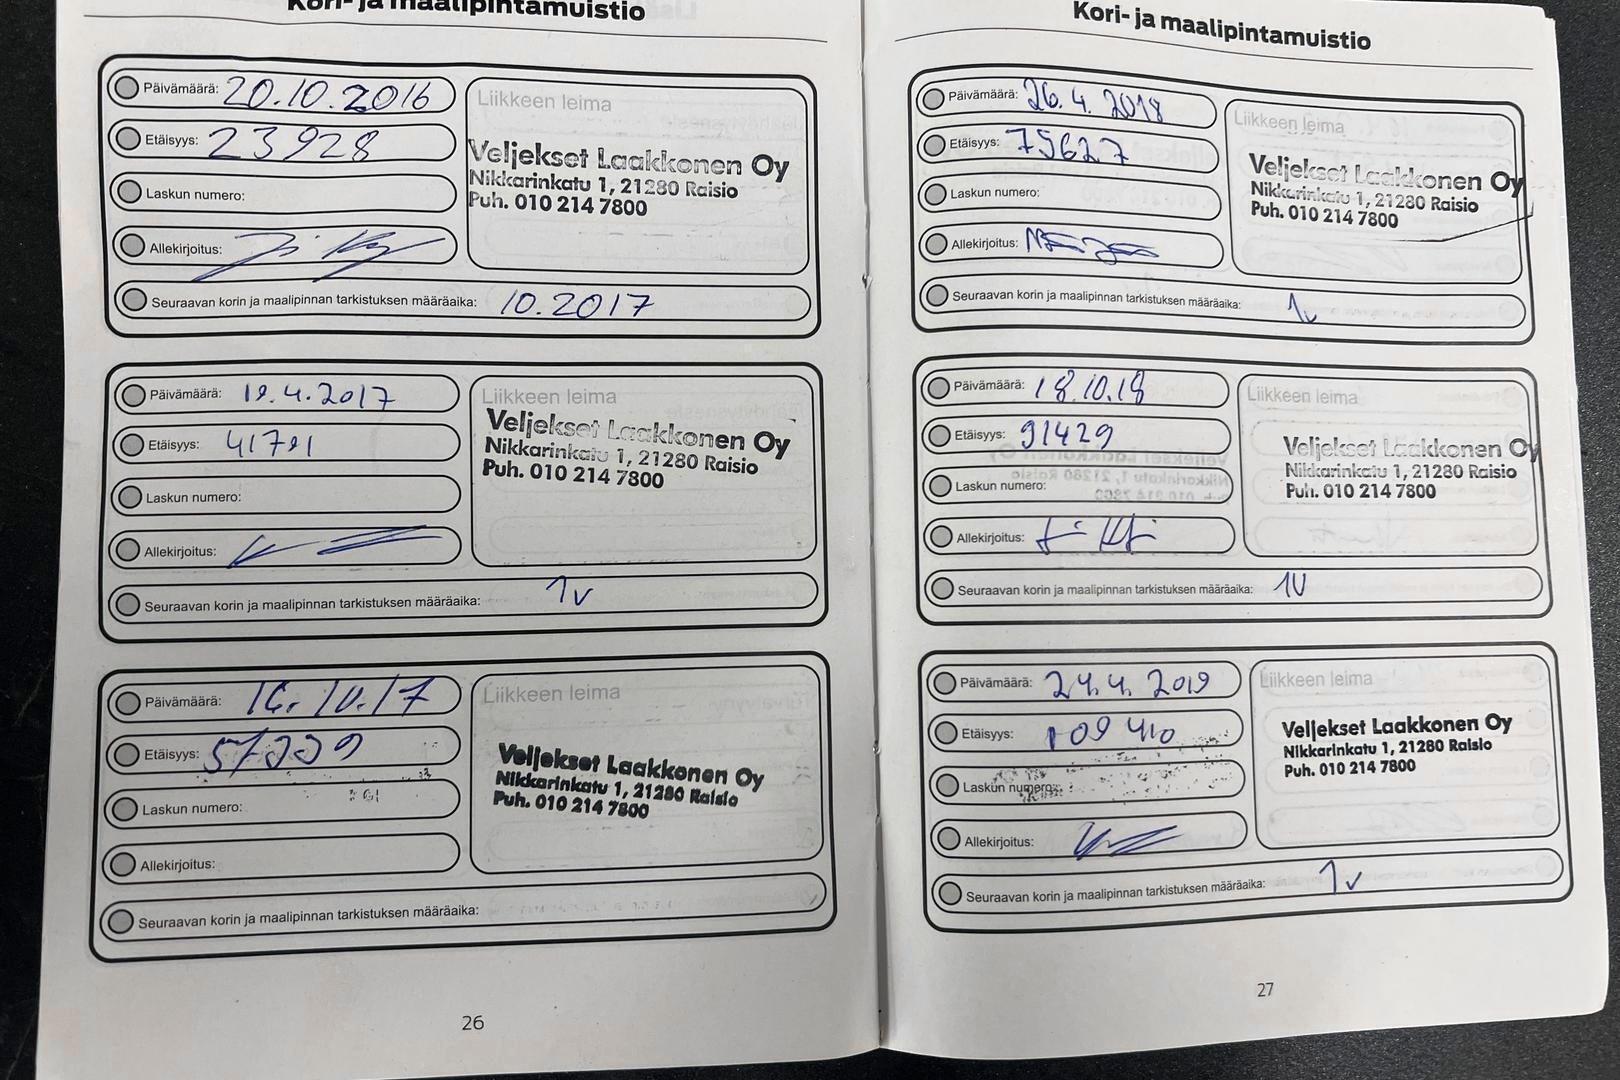 Kori- ja maalipintamuistio
Päivämäärä: 20.10.2016
Etäisyys: 23928
Laskun numero:
Allekirjoitus:
Liikkeen leima
Veljekset Laakkonen Oy
Nikkarinkatu 1, 21280 Raisio
Puh. 010 214 7800
Seuraavan korin ja maalipinnan tarkistuksen määräaika: 10.2017
Päivämäärä: 19.4.2017
Etäisyys: 41791
Laskun numero:
Allekirjoitus:
Liikkeen leima
Veljekset Laakkonen Oy
Nikkarinkatu 1, 21280 Raisio
Puh. 010 214 7800
Seuraavan korin ja maalipinnan tarkistuksen määräaika: 1v
Päivämäärä: 16.10.17
Etäisyys:
Laskun numero:
Allekirjoitus:
Liikkeen leima
Veljekset Laakkonen Oy
Nikkarinkatu 1, 21280 Raisio
Puh. 010 214 7800
Seuraavan korin ja maalipinnan tarkistuksen määräaika:
26
Kori- ja maalipintamuistio
Päivämäärä: 26.4.2018
Etäisyys: 75627
Laskun numero:
Allekirjoitus:
Liikkeen leima
Veljekset Laakkonen Oy
Nikkarinkatu 1, 21280 Raisio
Puh. 010 214 7800
Seuraavan korin ja maalipinnan tarkistuksen määräaika: 1v
Päivämäärä: 18.10.18
Etäisyys: 91429
Laskun numero:
Allekirjoitus:
Liikkeen leima
Veljekset Laakkonen Oy
Nikkarinkatu 1, 21280 Raisio
Puh. 010 214 7800
Seuraavan korin ja maalipinnan tarkistuksen määräaika: 1V
Päivämäärä: 24.4.2019
Etäisyys: 109410
Laskun numero:
Allekirjoitus:
Liikkeen leima
Veljekset Laakkonen Oy
Nikkarinkatu 1, 21280 Raisio
Puh. 010 214 7800
Seuraavan korin ja maalipinnan tarkistuksen määräaika: 1v
27